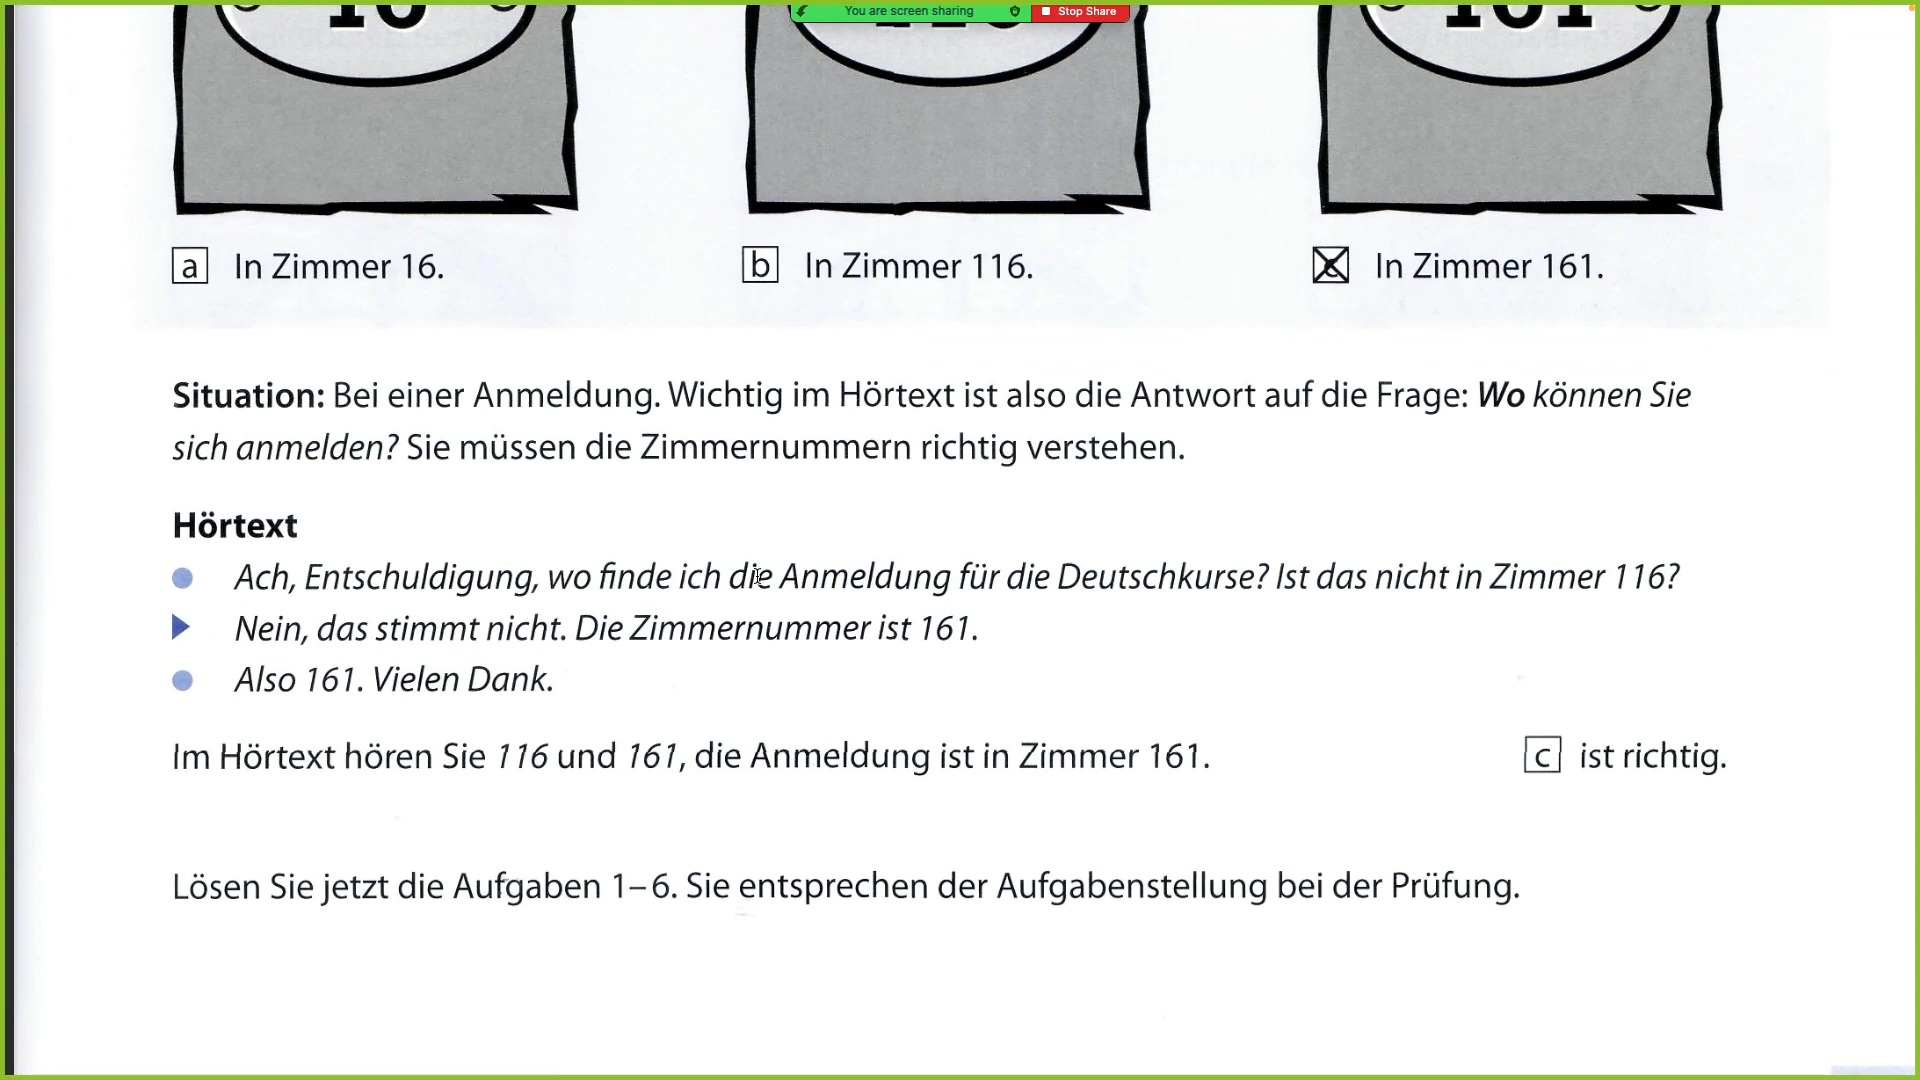 You are screen sharing
Stop Share
16
116
161
a In Zimmer 16.
b In Zimmer 116.
c In Zimmer 161.
Situation: Bei einer Anmeldung. Wichtig im Hörtext ist also die Antwort auf die Frage: Wo können Sie
sich anmelden? Sie müssen die Zimmernummern richtig verstehen.
Hörtext
Ach, Entschuldigung, wo finde ich die Anmeldung für die Deutschkurse? Ist das nicht in Zimmer 116?
Nein, das stimmt nicht. Die Zimmernummer ist 161.
Also 161. Vielen Dank.
Im Hörtext hören Sie 116 und 161, die Anmeldung ist in Zimmer 161.
c ist richtig.
Lösen Sie jetzt die Aufgaben 1–6. Sie entsprechen der Aufgabenstellung bei der Prüfung.